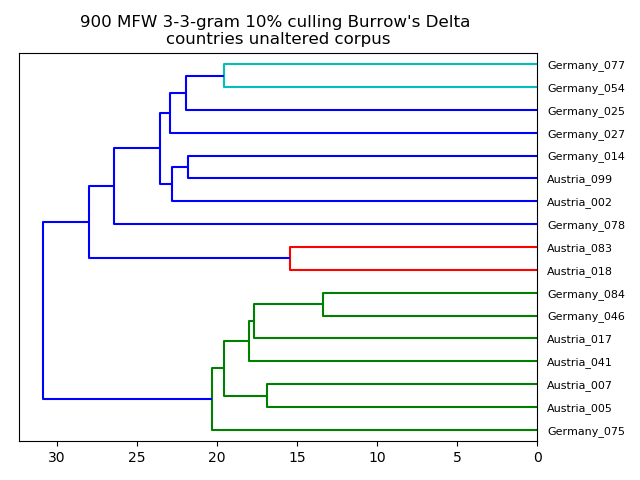 900 MFW 3-3-gram 10% culling Burrow's Delta
countries unaltered corpus
Germany_077
Germany_054
Germany_025
Germany_027
Germany_014
Austria_099
Austria_002
Germany_078
Austria_083
Austria_018
Germany_084
Germany_046
Austria_017
Austria_041
Austria_007
Austria_005
Germany_075
30 25 20 15 10 5 0